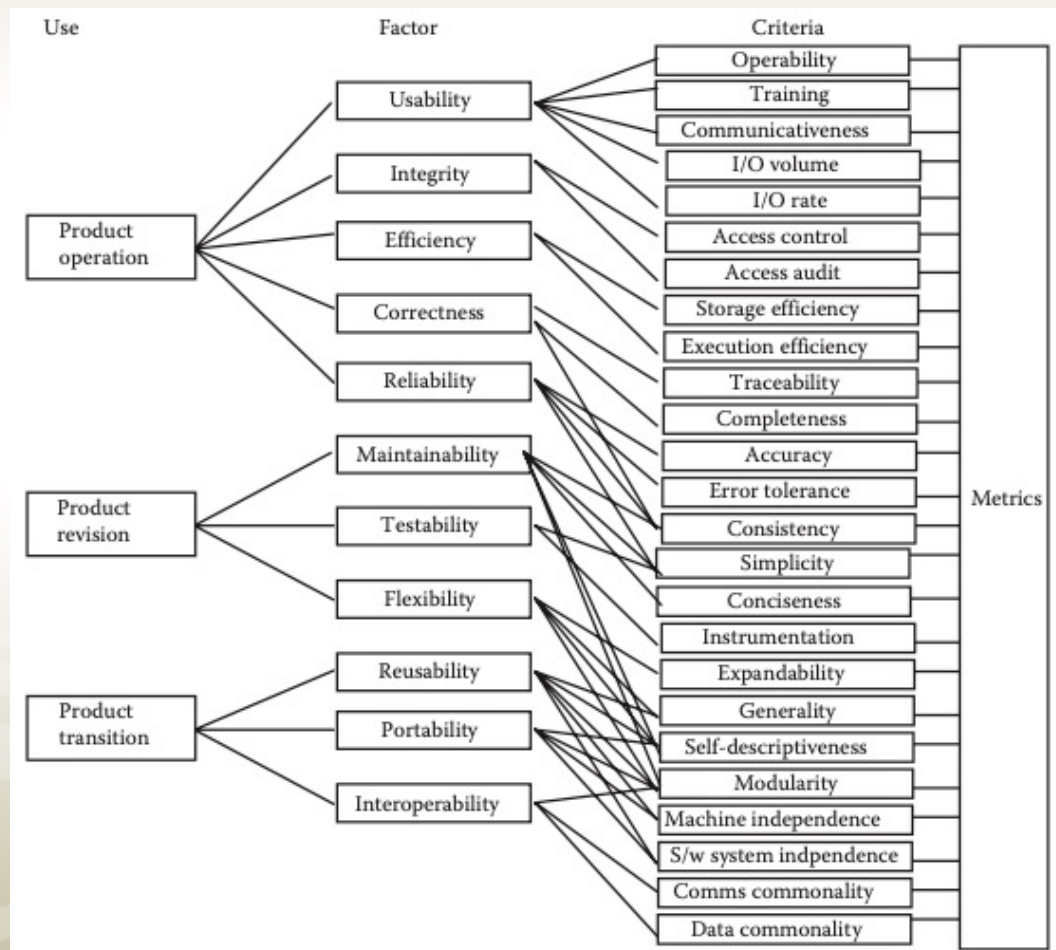 Use
Factor
Criteria
Product
operation
Product
revision
Product
transition
Usability
Integrity
Efficiency
Correctness
Reliability
Maintainability
Testability
Flexibility
Reusability
Portability
Interoperability
Operability
Training
Communicativeness
I/O volume
I/O rate
Access control
Access audit
Storage efficiency
Execution efficiency
Traceability
Completeness
Accuracy
Error tolerance
Consistency
Simplicity
Conciseness
Instrumentation
Expandability
Generality
Self-descriptiveness
Modularity
Machine independence
S/w system indpendence
Comms commonality
Data commonality
Metrics